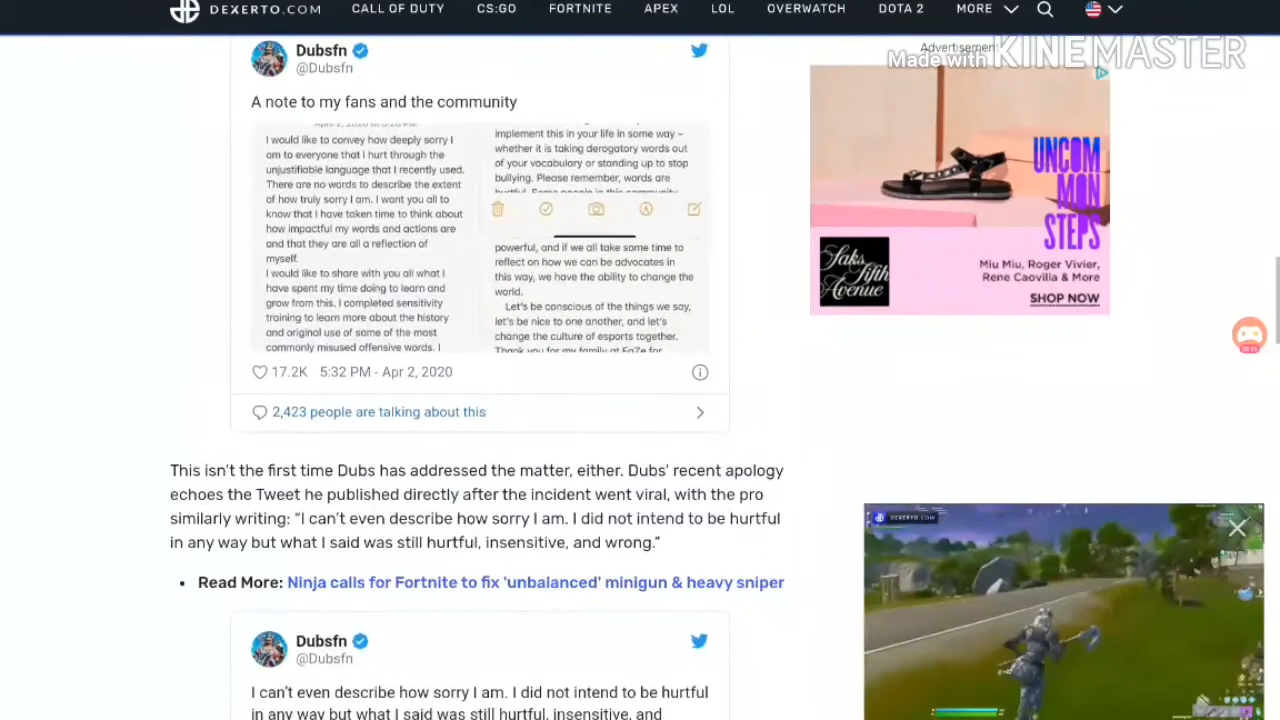 DEXERTO.COM CALL OF DUTY CS:GO FORTNITE APEX LOL OVERWATCH DOTA 2 MORE
Made with KINEMASTER
Advertisement
Dubsfn
@Dubsfn
A note to my fans and the community
I would like to convey how deeply sorry I
am to everyone that I hurt through the
unjustifiable language that I recently used.
There are no words to describe the extent
of how truly sorry I am. I want you all to
know that I have taken time to think about
how impactful my words and actions are
and that they are all a reflection of
myself.
I would like to share with you all what I
have spent my time doing to learn and
grow from this. I completed sensitivity
training to learn more about the history
and original use of some of the most
commonly misused offensive words. I
implement this in your life in some way –
whether it is taking derogatory words out
of your vocabulary or standing up to stop
bullying. Please remember, words are
hurtful. Some people in this community
powerful, and if we all take some time to
reflect on how we can be advocates in
this way, we have the ability to change the
world.
Let's be conscious of the things we say,
let's be nice to one another, and let's
change the culture of esports together.
Thank you for my family at FaZe for
17.2K 5:32 PM - Apr 2, 2020
2,423 people are talking about this
UNCOM
MON
STEPS
Saks
Fifth
Avenue
Miu Miu, Roger Vivier,
Rene Caovilla & More
SHOP NOW
This isn't the first time Dubs has addressed the matter, either. Dubs' recent apology
echoes the Tweet he published directly after the incident went viral, with the pro
similarly writing: “I can't even describe how sorry I am. I did not intend to be hurtful
in any way but what I said was still hurtful, insensitive, and wrong.”
• Read More: Ninja calls for Fortnite to fix 'unbalanced' minigun & heavy sniper
Dubsfn
@Dubsfn
I can't even describe how sorry I am. I did not intend to be hurtful
in any way but what I said was still hurtful, insensitive, and
DEXERTO.COM